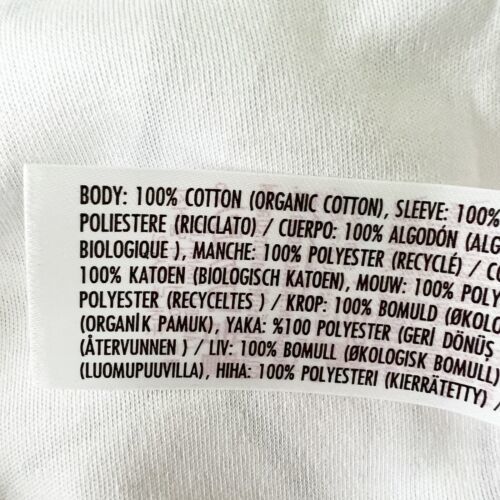 BODY: 100% COTTON (ORGANIC COTTON), SLEEVE: 100%
POLIESTERE (RICICLATO) / CUERPO: 100% ALGODÓN (ALG
BIOLOGIQUE ), MANCHE: 100% POLYESTER (RECYCLÉ) / CO
100% KATOEN (BIOLOGISCH KATOEN), MOUW: 100% POLY
POLYESTER (RECYCELTES ) / KROP: 100% BOMULD (ØKOLO
(ORGANİK PAMUK), YAKA: %100 POLYESTER (GERİ DÖNÜŞ
(ÅTERVUNNEN ) / LIV: 100% BOMULL (ØKOLOGISK BOMULL)
(LUOMUPUUVILLA), HIHA: 100% POLYESTERI (KIERRÄTETTY) /